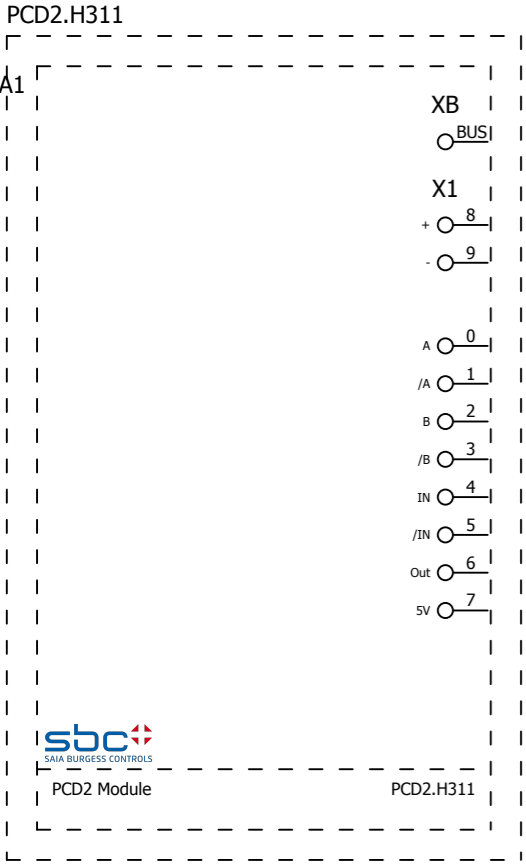 PCD2.H311
A1
XB
BUS
X1
+ 8
- 9
A 0
/A 1
B 2
/B 3
IN 4
/IN 5
Out 6
5V 7
sbc
SAIA BURGESS CONTROLS
PCD2 Module PCD2.H311